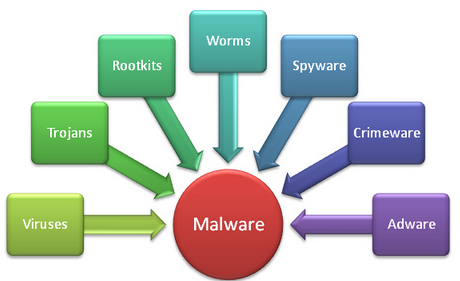 Worms
Rootkits
Spyware
Trojans
Crimeware
Viruses
Malware
Adware